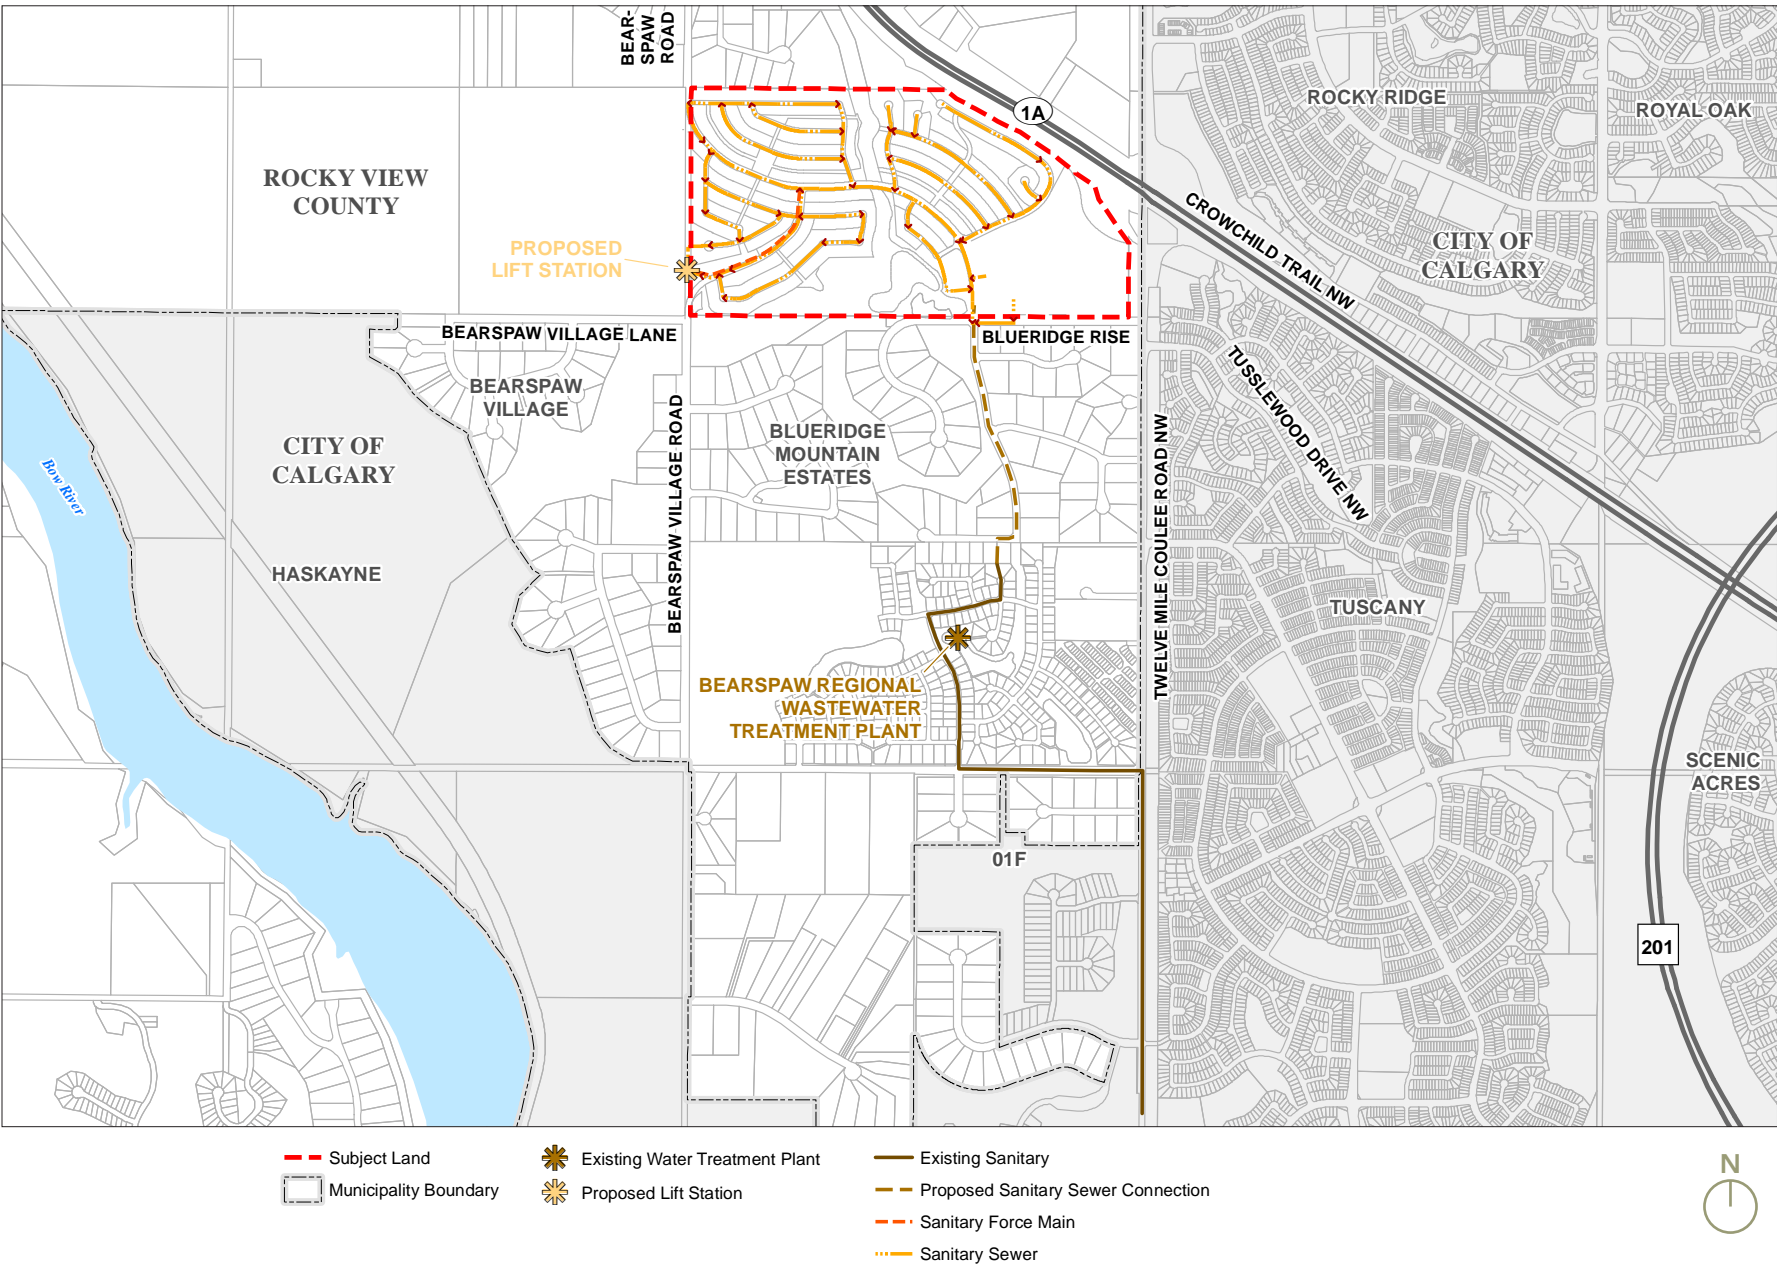 BEAR-
SPAW
ROAD
1A
ROCKY RIDGE
ROYAL OAK
ROCKY VIEW
COUNTY
CROWCHILD TRAIL NW
CITY OF
CALGARY
PROPOSED
LIFT STATION
BEARSPAW VILLAGE LANE
BLUERIDGE RISE
BEARSPAW
VILLAGE
TUSSLEWOOD DRIVE NW
BLUERIDGE
MOUNTAIN
ESTATES
CITY OF
CALGARY
Bow River
BEARSPAW VILLAGE ROAD
TWELVE MILE COULEE ROAD NW
HASKAYNE
TUSCANY
BEARSPAW REGIONAL
WASTEWATER
TREATMENT PLANT
SCENIC
ACRES
01F
201
Subject Land
Municipality Boundary
Existing Water Treatment Plant
Proposed Lift Station
Existing Sanitary
Proposed Sanitary Sewer Connection
Sanitary Force Main
Sanitary Sewer
N